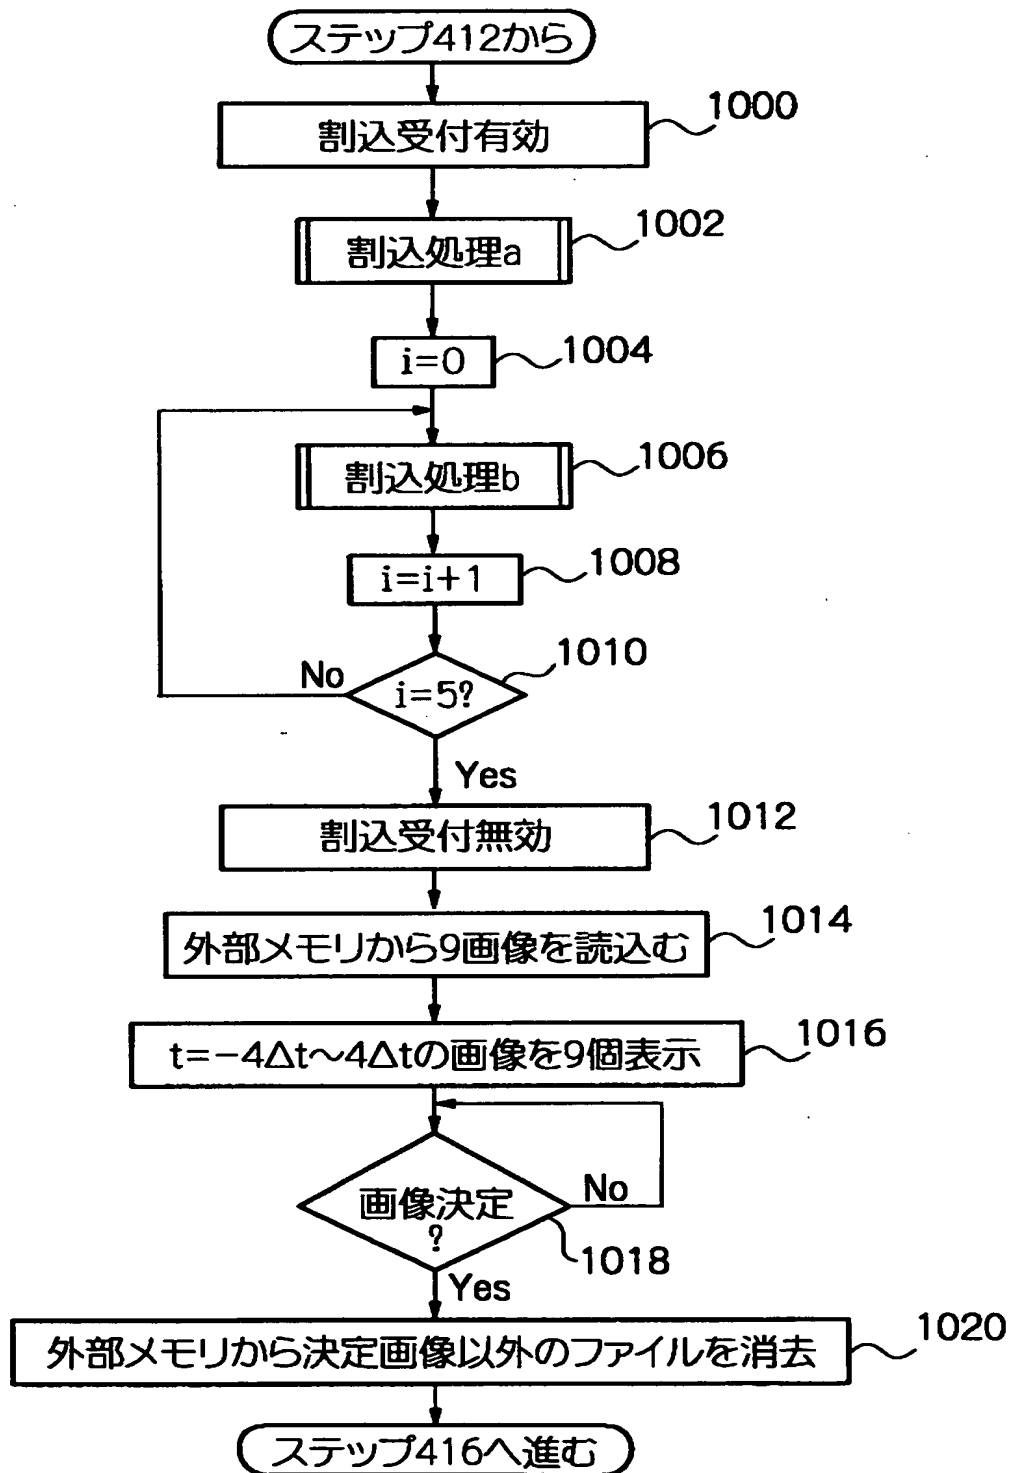 ステップ412から
割込受付有効
1000
割込処理a
1002
i=0
1004
割込処理b
1006
i=i+1
1008
i=5?
1010
No
Yes
割込受付無効
1012
外部メモリから9画像を読込む
1014
t=-4Δt〜4Δtの画像を9個表示
1016
画像決定
?
No
1018
Yes
外部メモリから決定画像以外のファイルを消去
1020
ステップ416へ進む